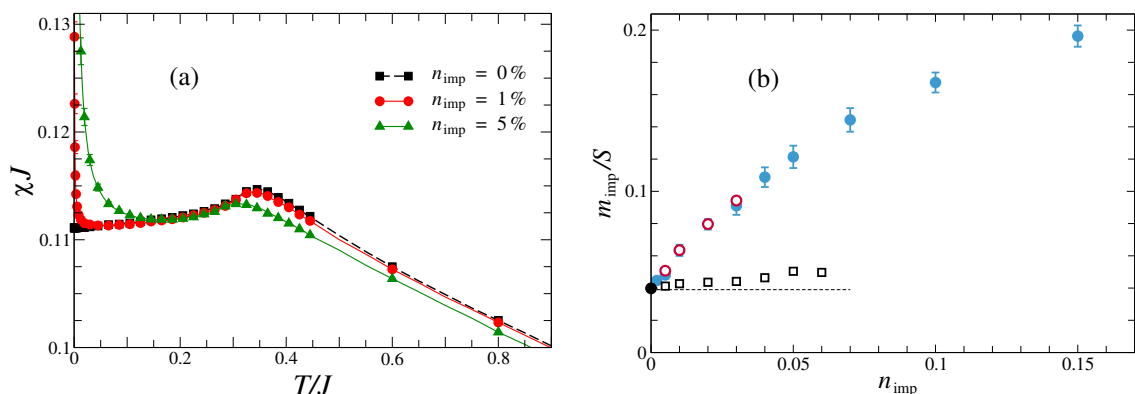 (a)
n_imp = 0 %
n_imp = 1 %
n_imp = 5 %
χJ
0.13
0.12
0.11
0.1
0 0.2 0.4 0.6 0.8
T/J
(b)
m_imp/S
0.2
0.1
0
0 0.05 0.1 0.15
n_imp